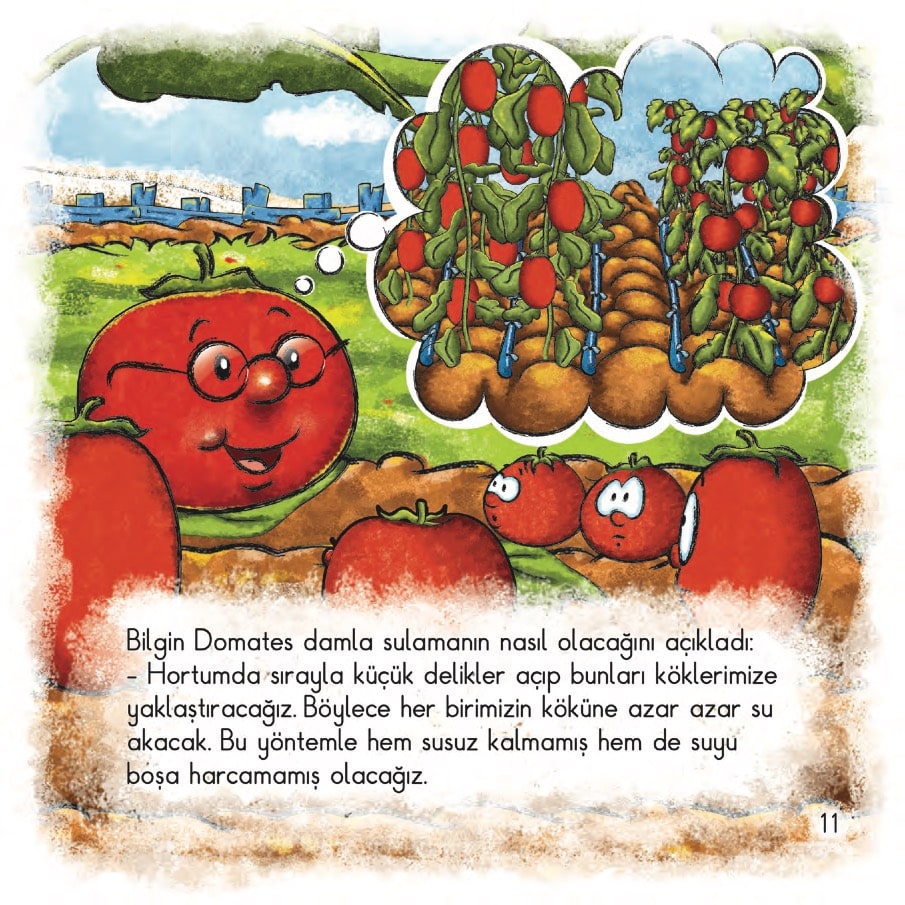 Bilgin Domates damla sulamanın nasıl olacağını açıkladı:
- Hortumda sırayla küçük delikler açıp bunları köklerimize
yaklaştıracağız. Böylece her birimizin köküne azar azar su
akacak. Bu yöntemle hem susuz kalmamış hem de suyu
boşa harcamamış olacağız.
11